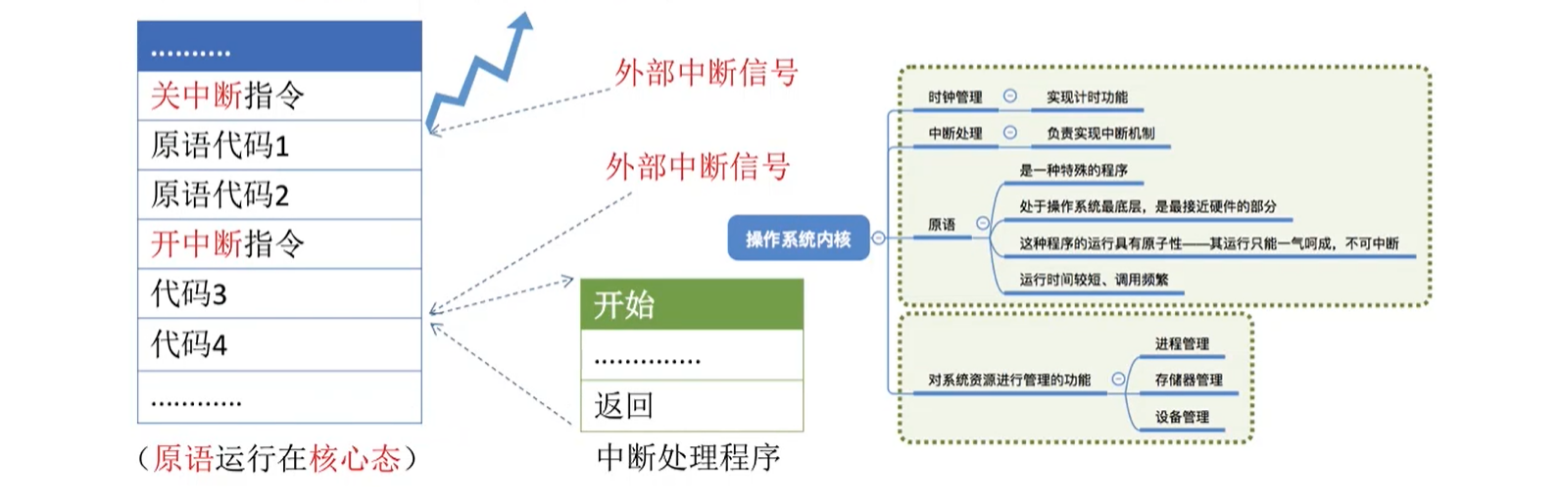 ..........
关中断指令
原语代码1
原语代码2
开中断指令
代码3
代码4
............
（原语运行在核心态）
外部中断信号
外部中断信号
开始
..............
返回
中断处理程序
操作系统内核
时钟管理
实现计时功能
中断处理
负责实现中断机制
原语
是一种特殊的程序
处于操作系统最底层，是最接近硬件的部分
这种程序的运行具有原子性——其运行只能一气呵成，不可中断
运行时间较短、调用频繁
对系统资源进行管理的功能
进程管理
存储器管理
设备管理